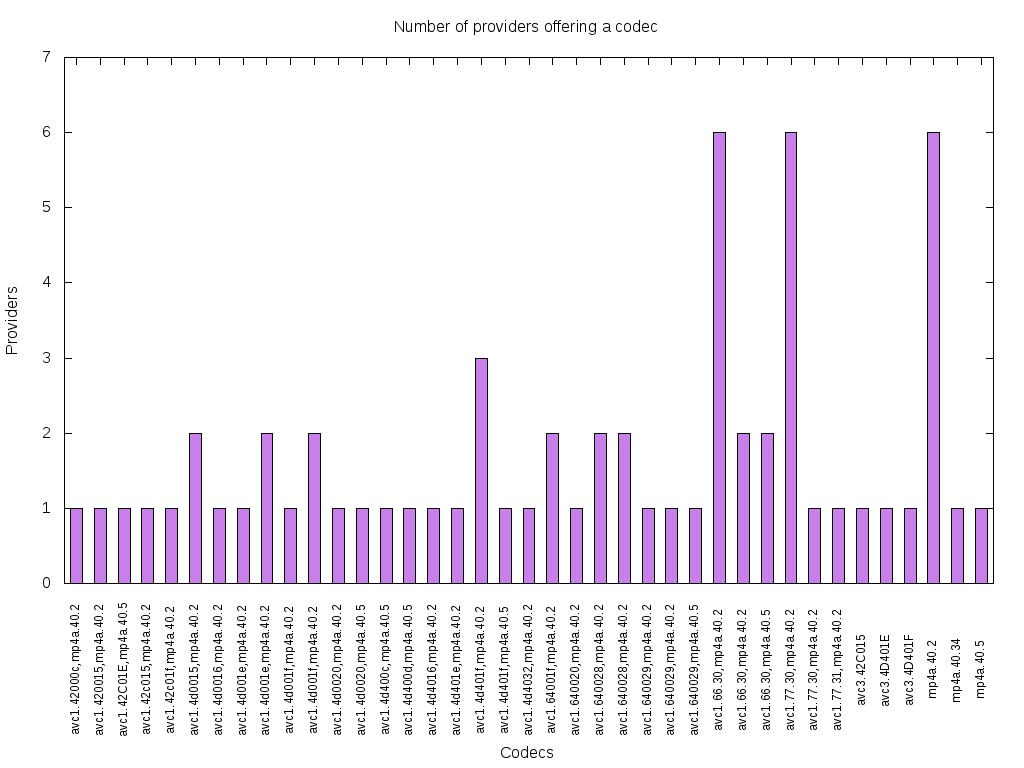 Number of providers offering a codec
7
6
5
4
3
2
1
0
Providers
avc1.42000c,mp4a.40.2
avc1.420015,mp4a.40.2
avc1.42C01E,mp4a.40.5
avc1.42c015,mp4a.40.2
avc1.42c01f,mp4a.40.2
avc1.4d0015,mp4a.40.2
avc1.4d0016,mp4a.40.2
avc1.4d001e,mp4a.40.2
avc1.4d001e,mp4a.40.2
avc1.4d001f,mp4a.40.2
avc1.4d001f,mp4a.40.2
avc1.4d0020,mp4a.40.2
avc1.4d0020,mp4a.40.5
avc1.4d400c,mp4a.40.5
avc1.4d400d,mp4a.40.5
avc1.4d4016,mp4a.40.2
avc1.4d401e,mp4a.40.2
avc1.4d401f,mp4a.40.2
avc1.4d401f,mp4a.40.5
avc1.4d4032,mp4a.40.2
avc1.64001f,mp4a.40.2
avc1.640020,mp4a.40.2
avc1.640028,mp4a.40.2
avc1.640028,mp4a.40.2
avc1.640029,mp4a.40.2
avc1.640029,mp4a.40.2
avc1.640029,mp4a.40.5
avc1.66.30,mp4a.40.2
avc1.66.30,mp4a.40.2
avc1.66.30,mp4a.40.5
avc1.77.30,mp4a.40.2
avc1.77.30,mp4a.40.2
avc1.77.31,mp4a.40.2
avc3.42C015
avc3.4D401E
avc3.4D401F
mp4a.40.2
mp4a.40.34
mp4a.40.5
Codecs